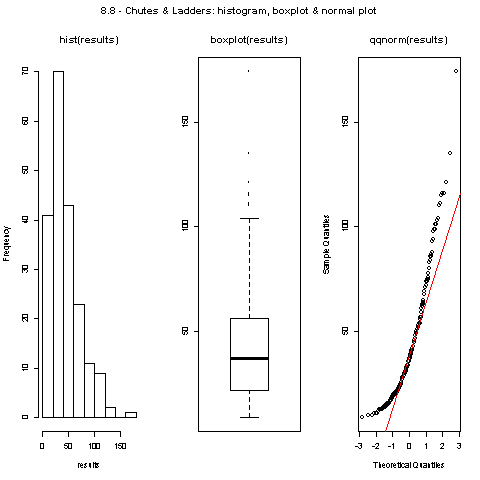 8.8 - Chutes & Ladders: histogram, boxplot & normal plot
hist(results)
boxplot(results)
qqnorm(results)
Frequency
0 10 20 30 40 50 60 70
0 50 100 150
results
50 100 150
Sample Quantiles
50 100 150
-3 -2 -1 0 1 2 3
Theoretical Quantiles